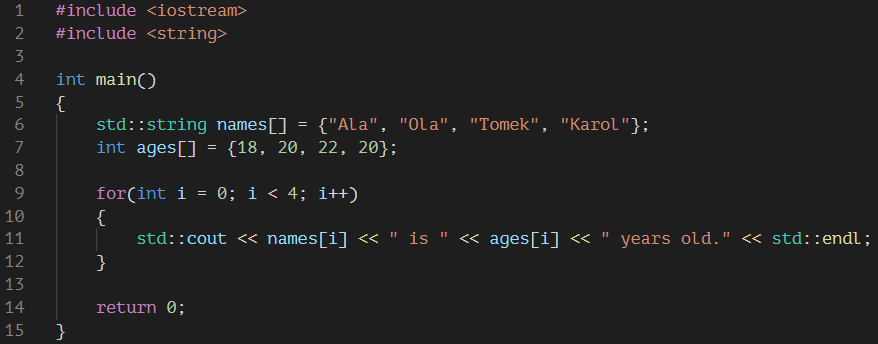 1 #include <iostream>
2 #include <string>
3
4 int main()
5 {
6     std::string names[] = {"Ala", "Ola", "Tomek", "Karol"};
7     int ages[] = {18, 20, 22, 20};
8
9     for(int i = 0; i < 4; i++)
10     {
11         std::cout << names[i] << " is " << ages[i] << " years old." << std::endl;
12     }
13
14     return 0;
15 }